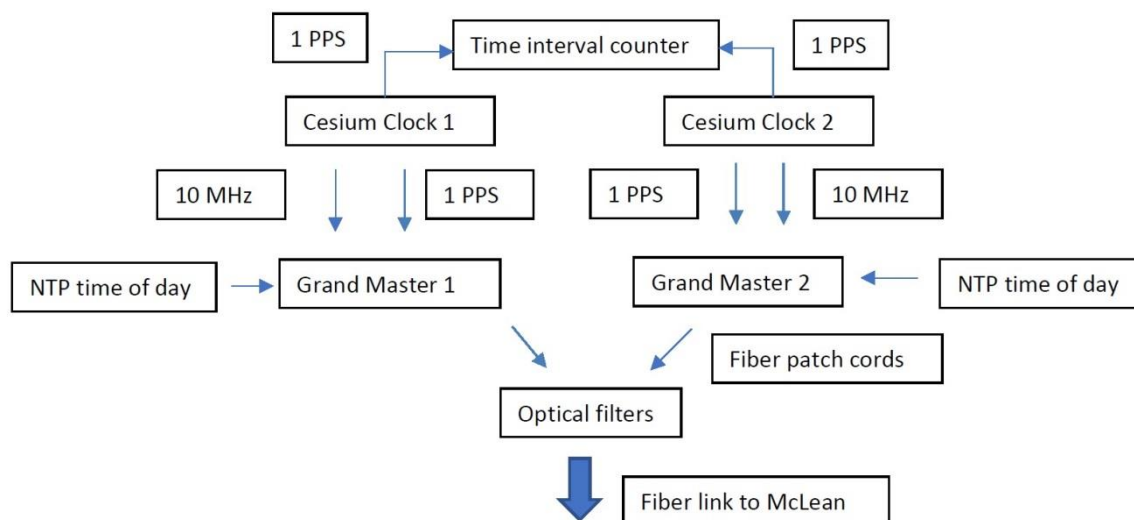 1 PPS
Time interval counter
1 PPS
Cesium Clock 1
Cesium Clock 2
10 MHz
1 PPS
1 PPS
10 MHz
NTP time of day
Grand Master 1
Grand Master 2
NTP time of day
Fiber patch cords
Optical filters
Fiber link to McLean